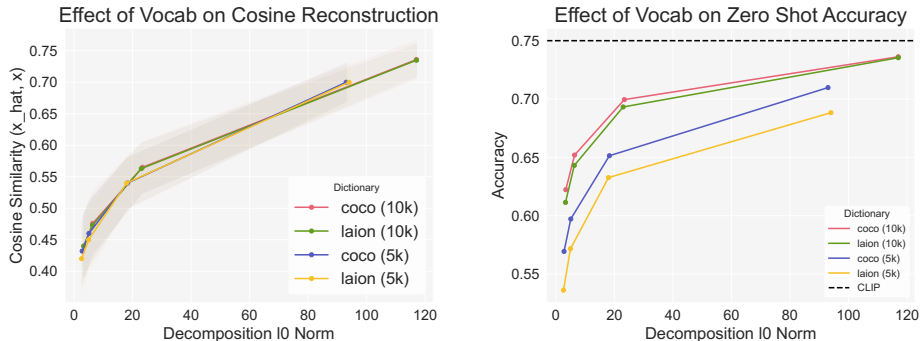 Effect of Vocab on Cosine Reconstruction
Cosine Similarity (x_hat, x)
0.75
0.70
0.65
0.60
0.55
0.50
0.45
0.40
Dictionary
coco (10k)
laion (10k)
coco (5k)
laion (5k)
0 20 40 60 80 100 120
Decomposition l0 Norm
Effect of Vocab on Zero Shot Accuracy
Accuracy
0.75
0.70
0.65
0.60
0.55
Dictionary
coco (10k)
laion (10k)
coco (5k)
laion (5k)
CLIP
0 20 40 60 80 100 120
Decomposition l0 Norm